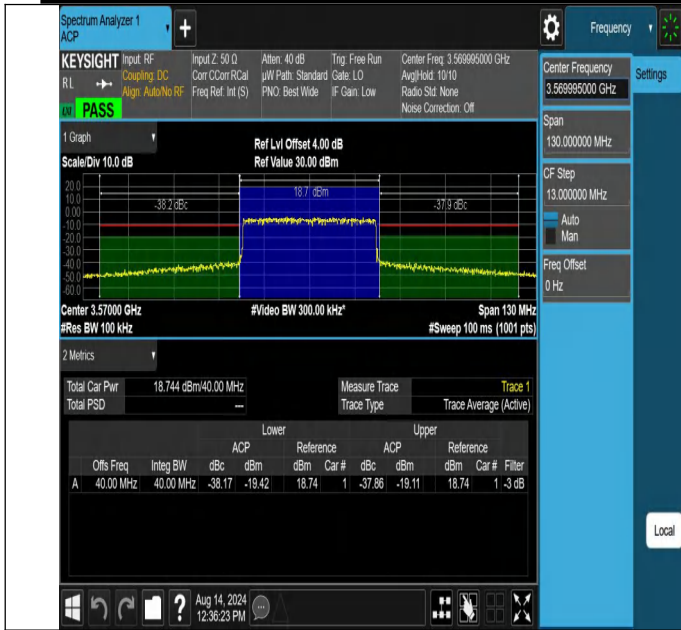 Spectrum Analyzer 1
ACP
+
Frequency
KEYSIGHT
RL
PASS
Input: RF
Coupling: DC
Align: Auto/No RF
Input Z: 50 Ω
Corr CCorr RCal
Freq Ref: Int (S)
Atten: 40 dB
µW Path: Standard
PNO: Best Wide
Trig: Free Run
Gate: LO
IF Gain: Low
Center Freq: 3.569995000 GHz
Avg|Hold: 10/10
Radio Std: None
Noise Correction: Off
Center Frequency
3.569995000 GHz
Settings
Span
130.000000 MHz
CF Step
13.000000 MHz
Auto
Man
Freq Offset
0 Hz
1 Graph
Scale/Div 10.0 dB
Ref Lvl Offset 4.00 dB
Ref Value 30.00 dBm
20.0
10.0
0.00
-10.0
-20.0
-30.0
-40.0
-50.0
-60.0
-38.2 dBc
18.7 dBm
-37.9 dBc
Center 3.57000 GHz
#Video BW 300.00 kHz*
Span 130 MHz
#Res BW 100 kHz
#Sweep 100 ms (1001 pts)
2 Metrics
Total Car Pwr 18.744 dBm/40.00 MHz
Total PSD ---
Measure Trace Trace 1
Trace Type Trace Average (Active)
Lower Upper
ACP Reference ACP Reference
Offs Freq Integ BW dBc dBm dBm Car # dBc dBm dBm Car # Filter
A 40.00 MHz 40.00 MHz -38.17 -19.42 18.74 1 -37.86 -19.11 18.74 1 -3 dB
Local
?
Aug 14, 2024
12:36:23 PM